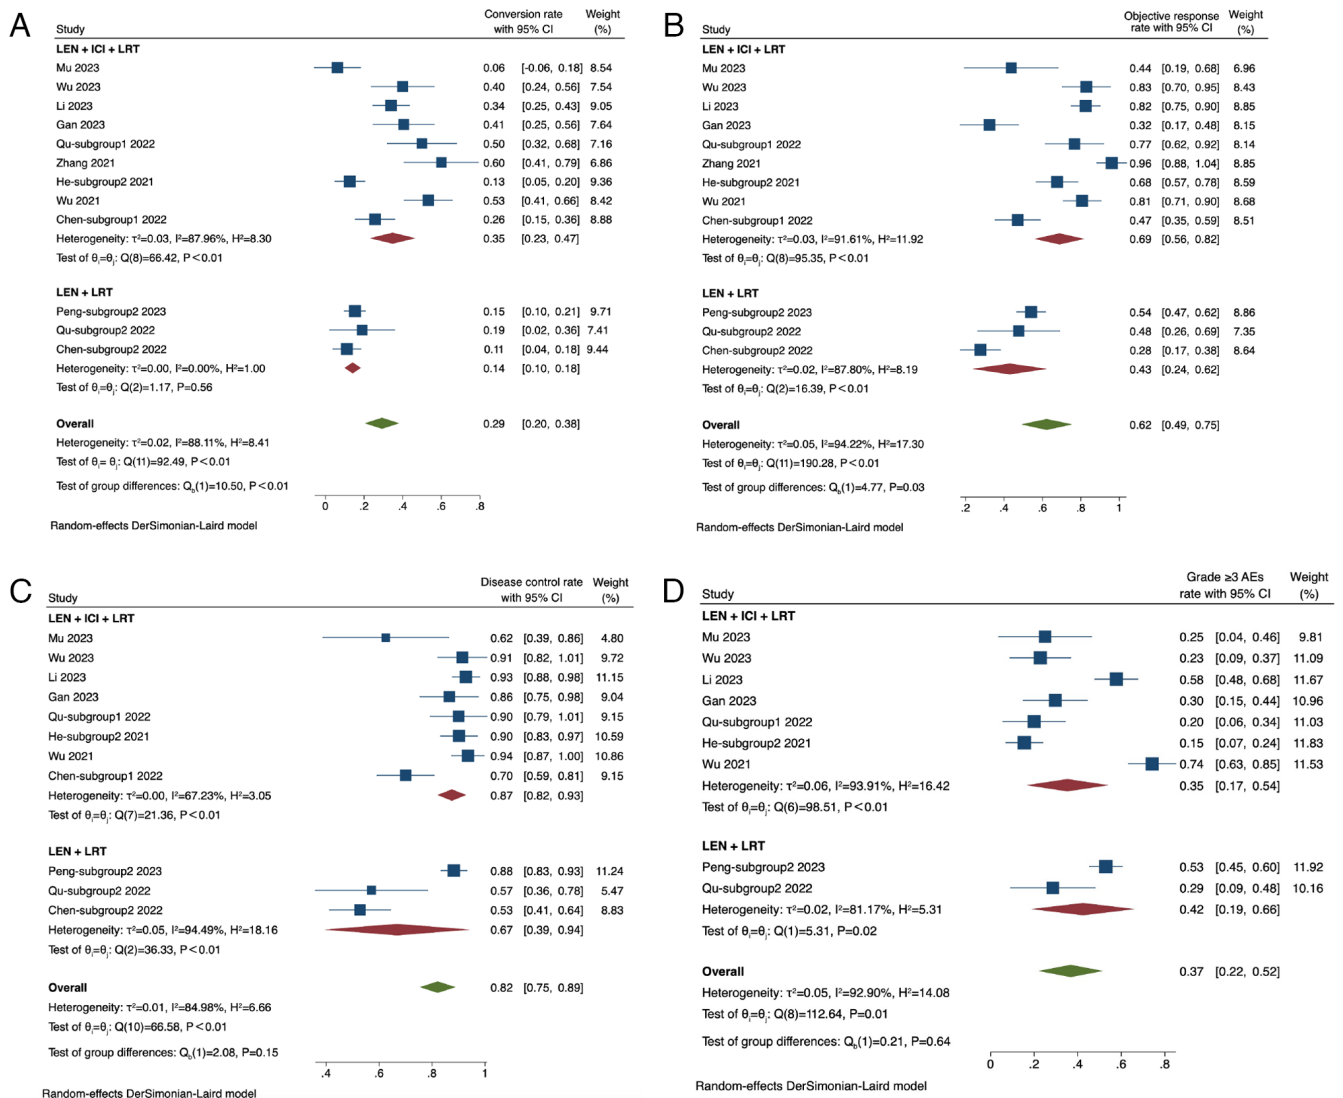 A
Conversion rate Weight
Study with 95% CI (%)
LEN + ICI + LRT
Mu 2023 0.06 [-0.06, 0.18] 8.54
Wu 2023 0.40 [0.24, 0.56] 7.54
Li 2023 0.34 [0.25, 0.43] 9.05
Gan 2023 0.41 [0.25, 0.56] 7.64
Qu-subgroup1 2022 0.50 [0.32, 0.68] 7.16
Zhang 2021 0.60 [0.41, 0.79] 6.86
He-subgroup2 2021 0.13 [0.05, 0.20] 9.36
Wu 2021 0.53 [0.41, 0.66] 8.42
Chen-subgroup1 2022 0.26 [0.15, 0.36] 8.88
Heterogeneity: τ²=0.03, I²=87.96%, H²=8.30 0.35 [0.23, 0.47]
Test of θᵢ=θⱼ: Q(8)=66.42, P<0.01
LEN + LRT
Peng-subgroup2 2023 0.15 [0.10, 0.21] 9.71
Qu-subgroup2 2022 0.19 [0.02, 0.36] 7.41
Chen-subgroup2 2022 0.11 [0.04, 0.18] 9.44
Heterogeneity: τ²=0.00, I²=0.00%, H²=1.00 0.14 [0.10, 0.18]
Test of θᵢ=θⱼ: Q(2)=1.17, P=0.56
Overall 0.29 [0.20, 0.38]
Heterogeneity: τ²=0.02, I²=88.11%, H²=8.41
Test of θᵢ= θⱼ: Q(11)=92.49, P<0.01
Test of group differences: Q_b(1)=10.50, P<0.01
0 .2 .4 .6 .8
Random-effects DerSimonian-Laird model
B
Objective response Weight
Study rate with 95% CI (%)
LEN + ICI + LRT
Mu 2023 0.44 [0.19, 0.68] 6.96
Wu 2023 0.83 [0.70, 0.95] 8.43
Li 2023 0.82 [0.75, 0.90] 8.85
Gan 2023 0.32 [0.17, 0.48] 8.15
Qu-subgroup1 2022 0.77 [0.62, 0.92] 8.14
Zhang 2021 0.96 [0.88, 1.04] 8.85
He-subgroup2 2021 0.68 [0.57, 0.78] 8.59
Wu 2021 0.81 [0.71, 0.90] 8.68
Chen-subgroup1 2022 0.47 [0.35, 0.59] 8.51
Heterogeneity: τ²=0.03, I²=91.61%, H²=11.92 0.69 [0.56, 0.82]
Test of θᵢ=θⱼ: Q(8)=95.35, P<0.01
LEN + LRT
Peng-subgroup2 2023 0.54 [0.47, 0.62] 8.86
Qu-subgroup2 2022 0.48 [0.26, 0.69] 7.35
Chen-subgroup2 2022 0.28 [0.17, 0.38] 8.64
Heterogeneity: τ²=0.02, I²=87.80%, H²=8.19 0.43 [0.24, 0.62]
Test of θᵢ=θⱼ: Q(2)=16.39, P<0.01
Overall 0.62 [0.49, 0.75]
Heterogeneity: τ²=0.05, I²=94.22%, H²=17.30
Test of θᵢ=θⱼ: Q(11)=190.28, P<0.01
Test of group differences: Q_b(1)=4.77, P=0.03
.2 .4 .6 .8 1
Random-effects DerSimonian-Laird model
C
Disease control rate Weight
Study with 95% CI (%)
LEN + ICI + LRT
Mu 2023 0.62 [0.39, 0.86] 4.80
Wu 2023 0.91 [0.82, 1.01] 9.72
Li 2023 0.93 [0.88, 0.98] 11.15
Gan 2023 0.86 [0.75, 0.98] 9.04
Qu-subgroup1 2022 0.90 [0.79, 1.01] 9.15
He-subgroup2 2021 0.90 [0.83, 0.97] 10.59
Wu 2021 0.94 [0.87, 1.00] 10.86
Chen-subgroup1 2022 0.70 [0.59, 0.81] 9.15
Heterogeneity: τ²=0.00, I²=67.23%, H²=3.05 0.87 [0.82, 0.93]
Test of θᵢ=θⱼ: Q(7)=21.36, P<0.01
LEN + LRT
Peng-subgroup2 2023 0.88 [0.83, 0.93] 11.24
Qu-subgroup2 2022 0.57 [0.36, 0.78] 5.47
Chen-subgroup2 2022 0.53 [0.41, 0.64] 8.83
Heterogeneity: τ²=0.05, I²=94.49%, H²=18.16 0.67 [0.39, 0.94]
Test of θᵢ=θⱼ: Q(2)=36.33, P<0.01
Overall 0.82 [0.75, 0.89]
Heterogeneity: τ²=0.01, I²=84.98%, H²=6.66
Test of θᵢ=θⱼ: Q(10)=66.58, P<0.01
Test of group differences: Q_b(1)=2.08, P=0.15
.4 .6 .8 1
Random-effects DerSimonian-Laird model
D
Grade ≥3 AEs Weight
Study rate with 95% CI (%)
LEN + ICI + LRT
Mu 2023 0.25 [0.04, 0.46] 9.81
Wu 2023 0.23 [0.09, 0.37] 11.09
Li 2023 0.58 [0.48, 0.68] 11.67
Gan 2023 0.30 [0.15, 0.44] 10.96
Qu-subgroup1 2022 0.20 [0.06, 0.34] 11.03
He-subgroup2 2021 0.15 [0.07, 0.24] 11.83
Wu 2021 0.74 [0.63, 0.85] 11.53
Heterogeneity: τ²=0.06, I²=93.91%, H²=16.42 0.35 [0.17, 0.54]
Test of θᵢ=θⱼ: Q(6)=98.51, P<0.01
LEN + LRT
Peng-subgroup2 2023 0.53 [0.45, 0.60] 11.92
Qu-subgroup2 2022 0.29 [0.09, 0.48] 10.16
Heterogeneity: τ²=0.02, I²=81.17%, H²=5.31 0.42 [0.19, 0.66]
Test of θᵢ=θⱼ: Q(1)=5.31, P=0.02
Overall 0.37 [0.22, 0.52]
Heterogeneity: τ²=0.05, I²=92.90%, H²=14.08
Test of θᵢ=θⱼ: Q(8)=112.64, P=0.01
Test of group differences: Q_b(1)=0.21, P=0.64
0 .2 .4 .6 .8
Random-effects DerSimonian-Laird model